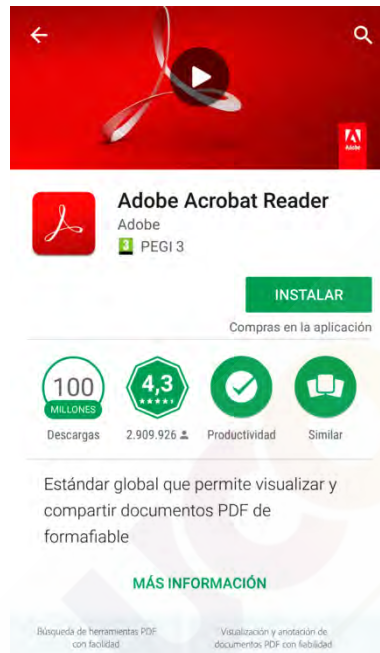 Adobe
Adobe Acrobat Reader
Adobe
3 PEGI 3
INSTALAR
Compras en la aplicación
100
MILLONES
4,3
Descargas
2.909.926
Productividad
Similar
Estándar global que permite visualizar y
compartir documentos PDF de
formafiable
MÁS INFORMACIÓN
Búsqueda de herramientas PDF
con facilidad
Visualización y anotación de
documentos PDF con fiabilidad